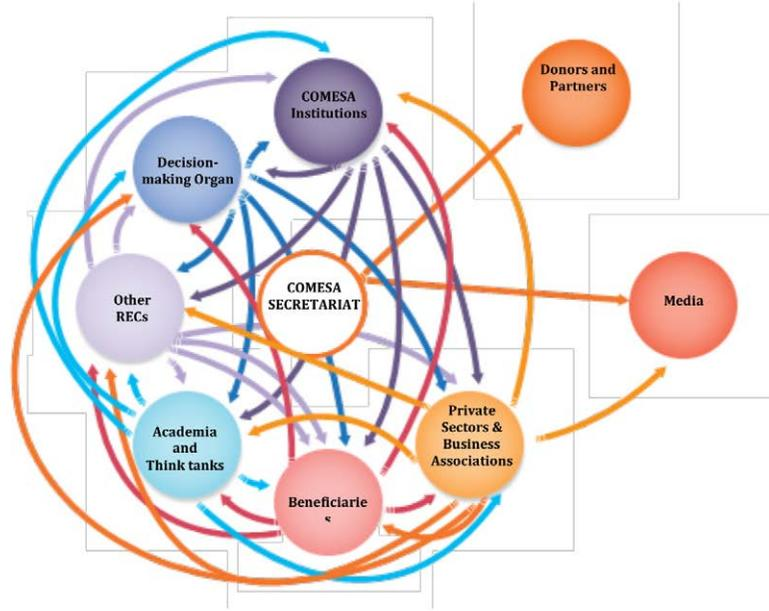 Donors and
Partners
COMESA
Institutions
Decision-
making Organ
Other
RECs
COMESA
SECRETARIAT
Media
Academia
and
Think tanks
Private
Sectors &
Business
Associations
Beneficiarie
s